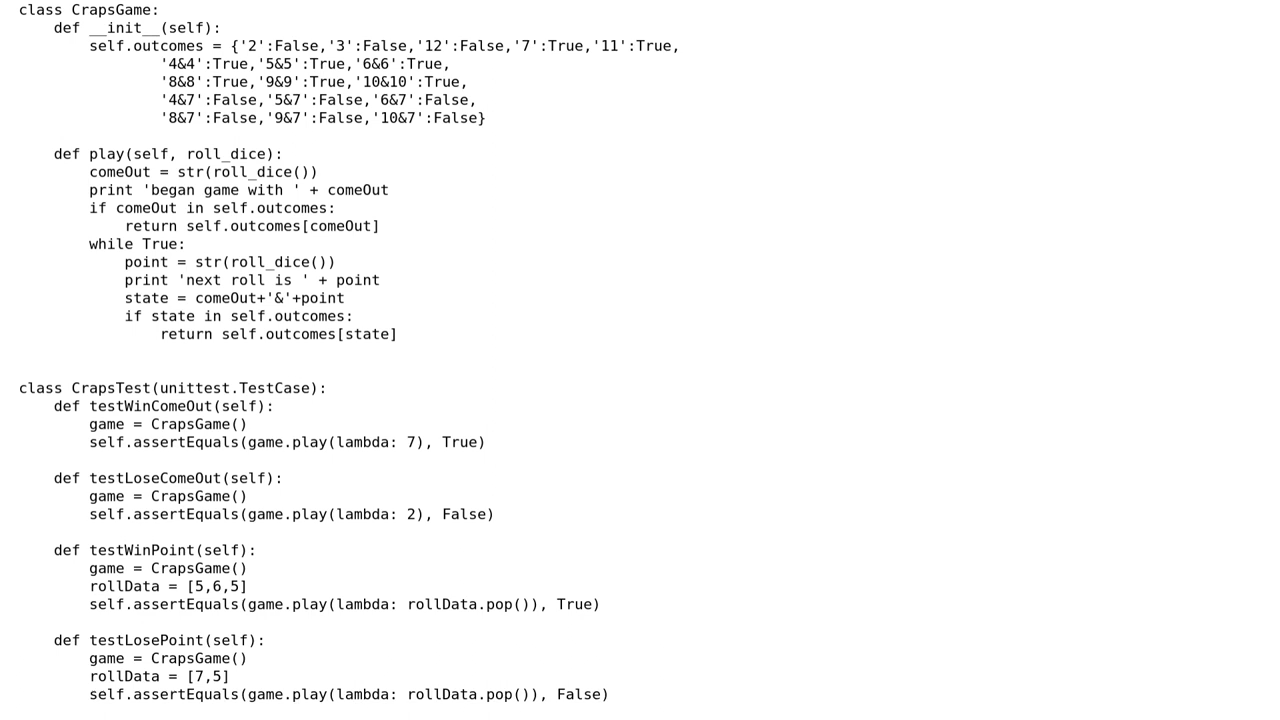 class CrapsGame:
    def __init__(self):
        self.outcomes = {'2':False,'3':False,'12':False,'7':True,'11':True,
                '4&4':True,'5&5':True,'6&6':True,
                '8&8':True,'9&9':True,'10&10':True,
                '4&7':False,'5&7':False,'6&7':False,
                '8&7':False,'9&7':False,'10&7':False}

    def play(self, roll_dice):
        comeOut = str(roll_dice())
        print 'began game with ' + comeOut
        if comeOut in self.outcomes:
            return self.outcomes[comeOut]
        while True:
            point = str(roll_dice())
            print 'next roll is ' + point
            state = comeOut+'&'+point
            if state in self.outcomes:
                return self.outcomes[state]


class CrapsTest(unittest.TestCase):
    def testWinComeOut(self):
        game = CrapsGame()
        self.assertEquals(game.play(lambda: 7), True)

    def testLoseComeOut(self):
        game = CrapsGame()
        self.assertEquals(game.play(lambda: 2), False)

    def testWinPoint(self):
        game = CrapsGame()
        rollData = [5,6,5]
        self.assertEquals(game.play(lambda: rollData.pop()), True)

    def testLosePoint(self):
        game = CrapsGame()
        rollData = [7,5]
        self.assertEquals(game.play(lambda: rollData.pop()), False)